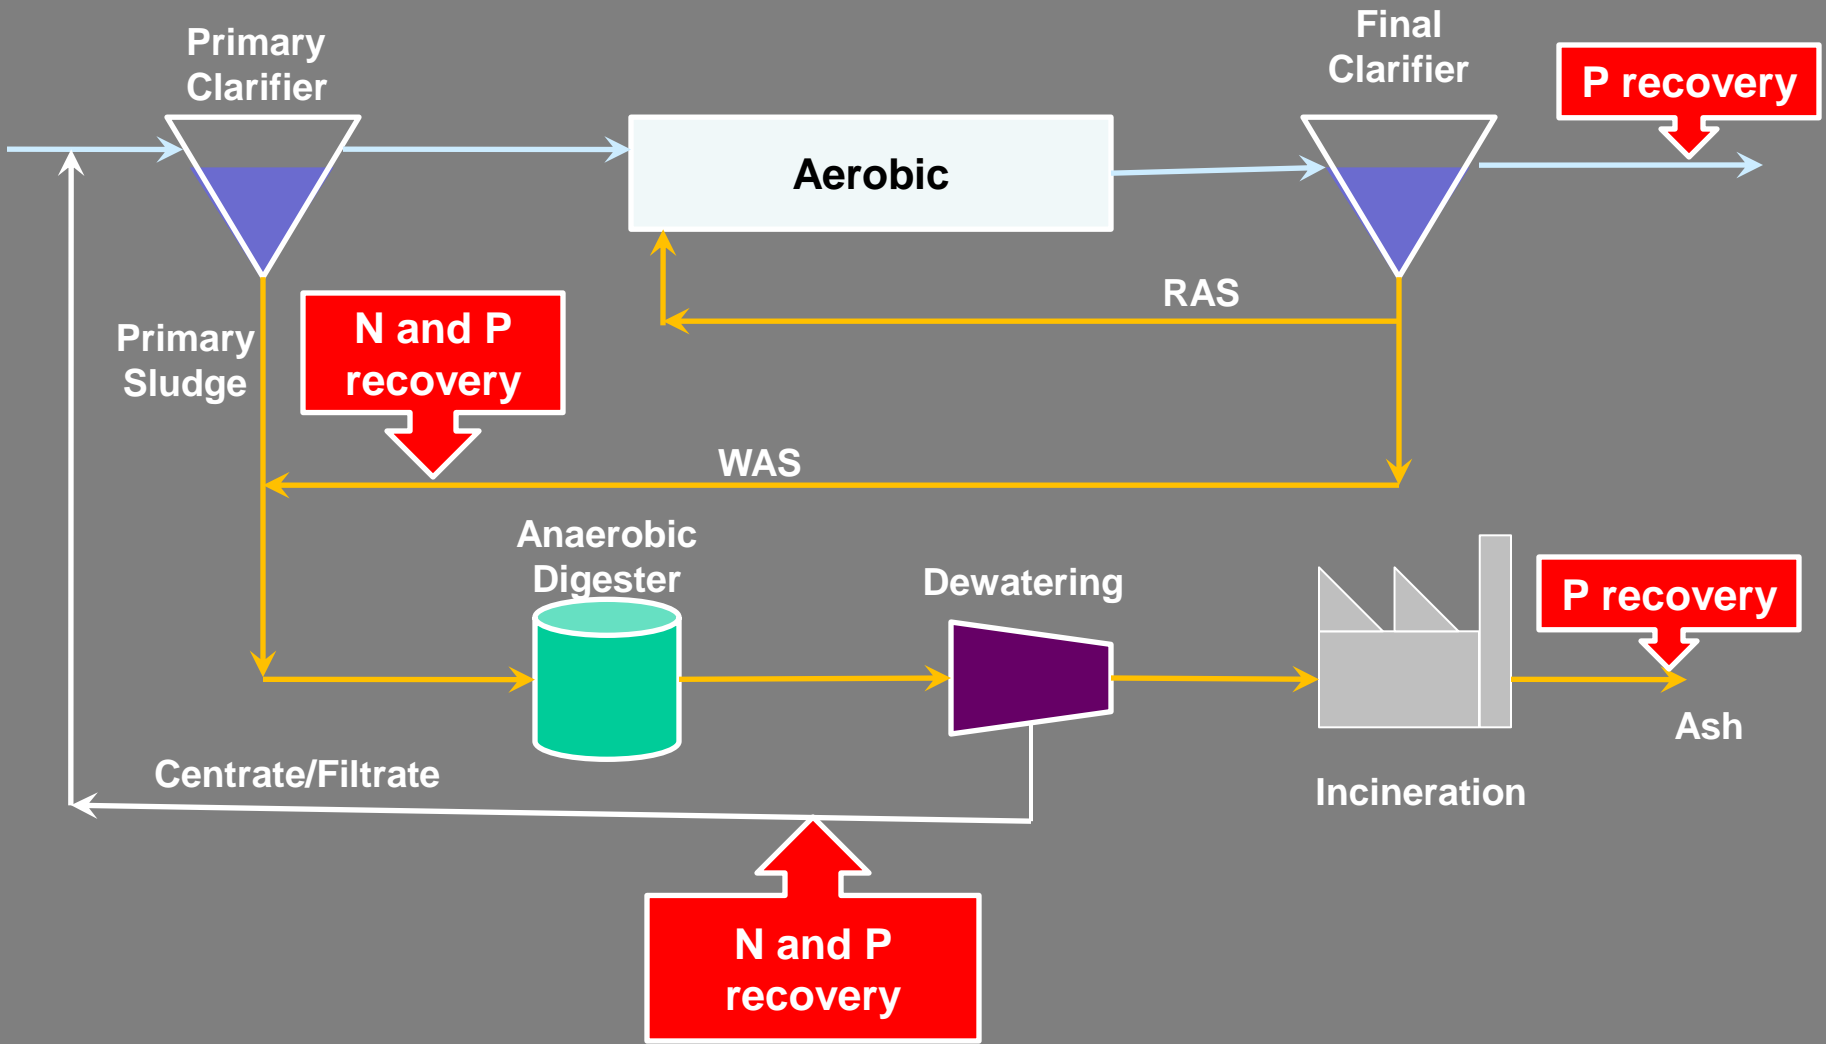 Primary
Clarifier
Final
Clarifier
P recovery
Aerobic
RAS
N and P
recovery
Primary
Sludge
WAS
Anaerobic
Digester
Dewatering
P recovery
Ash
Centrate/Filtrate
Incineration
N and P
recovery